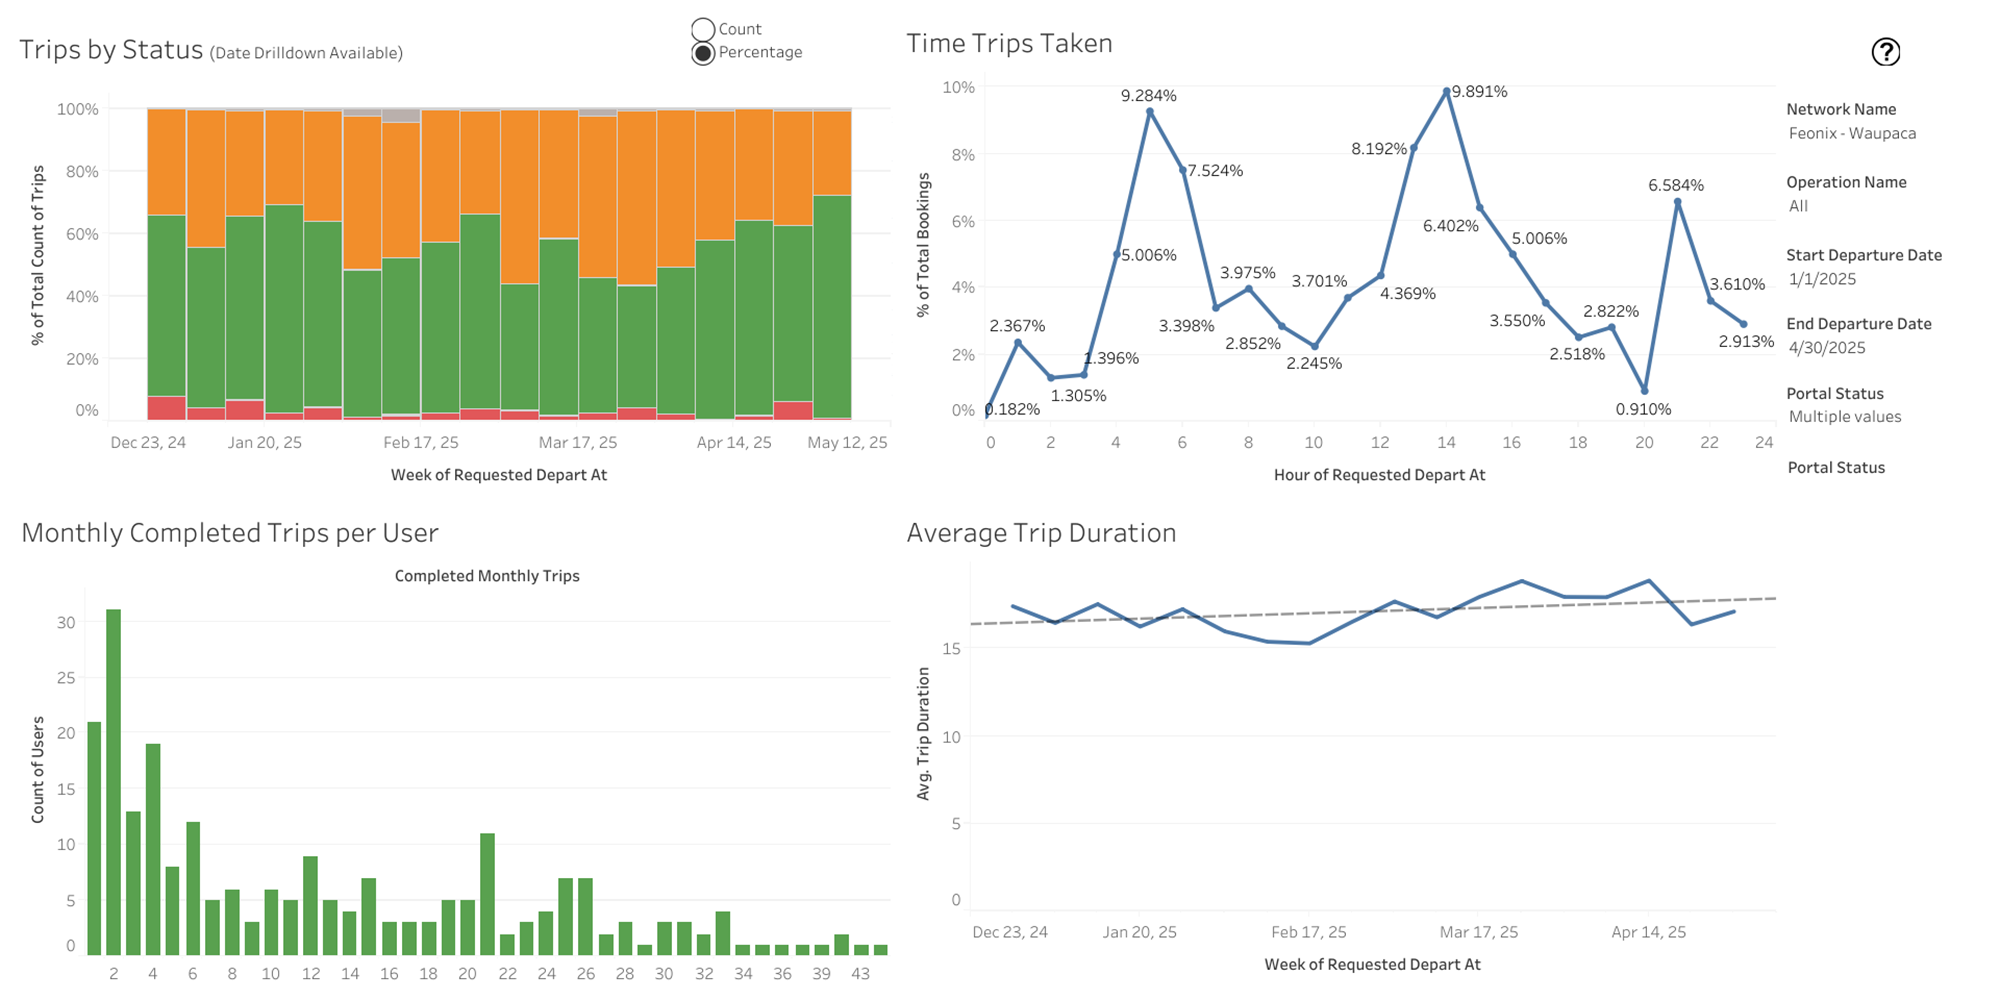 Trips by Status (Date Drilldown Available)
Count
Percentage
100%
80%
60%
40%
20%
0%
% of Total Count of Trips
Dec 23, 24
Jan 20, 25
Feb 17, 25
Mar 17, 25
Apr 14, 25
May 12, 25
Week of Requested Depart At
Time Trips Taken
?
10%
8%
6%
4%
2%
0%
% of Total Bookings
0.182%
2.367%
1.305%
1.396%
5.006%
9.284%
7.524%
3.398%
3.975%
2.852%
2.245%
3.701%
4.369%
8.192%
9.891%
6.402%
5.006%
3.550%
2.518%
2.822%
0.910%
6.584%
3.610%
2.913%
0 2 4 6 8 10 12 14 16 18 20 22 24
Hour of Requested Depart At
Network Name
Feonix - Waupaca
Operation Name
All
Start Departure Date
1/1/2025
End Departure Date
4/30/2025
Portal Status
Multiple values
Portal Status
Monthly Completed Trips per User
Completed Monthly Trips
30
25
20
15
10
5
0
Count of Users
2 4 6 8 10 12 14 16 18 20 22 24 26 28 30 32 34 36 39 43
Average Trip Duration
15
10
5
0
Avg. Trip Duration
Dec 23, 24
Jan 20, 25
Feb 17, 25
Mar 17, 25
Apr 14, 25
Week of Requested Depart At